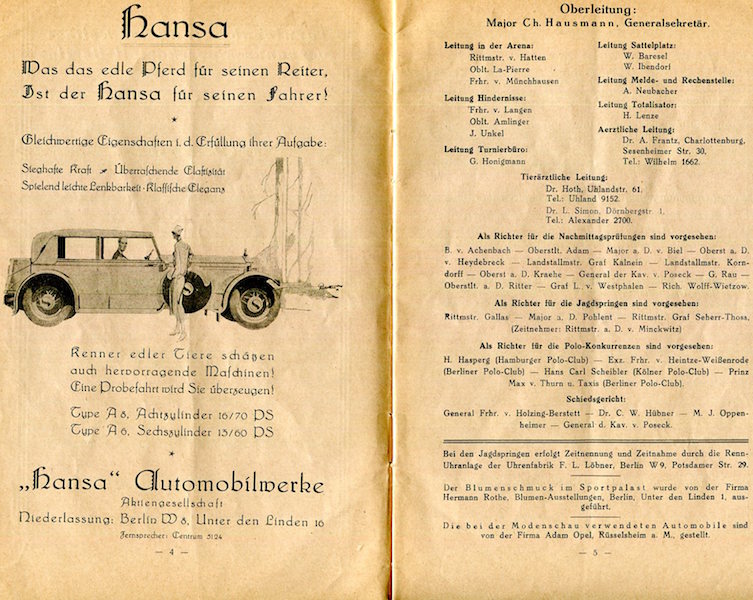 Hansa
Was das edle Pferd für seinen Reiter,
Ist der Hansa für seinen Fahrer!
*
Gleichwertige Eigenschaften i. d. Erfüllung ihrer Aufgabe:
Sieghafte Kraft - Überraschende Elastizität
Spielend leichte Lenkbarkeit - Klassische Eleganz
Kenner edler Tiere schätzen
auch hervorragende Maschinen!
Eine Probefahrt wird Sie überzeugen!
Type A 8, Achtzylinder 16/70 PS
Type A 6, Sechszylinder 13/60 PS
*
„Hansa“ Automobilwerke
Aktiengesellschaft
Niederlassung: Berlin W 8, Unter den Linden 16
Fernsprecher: Centrum 5124
— 4 —
Oberleitung:
Major Ch. Hausmann, Generalsekretär.
Leitung in der Arena:
Rittmstr. v. Hatten
Oblt. La-Pierre
Frhr. v. Münchhausen
Leitung Hindernisse:
Frhr. v. Langen
Oblt. Amlinger
J. Unkel
Leitung Turnierbüro:
G. Honigmann
Leitung Sattelplatz:
W. Baresel
W. Ibendorf
Leitung Melde- und Rechenstelle:
A. Neubacher
Leitung Totalisator:
H. Lenze
Aerztliche Leitung:
Dr. A. Frantz, Charlottenburg,
Sesenheimer Str. 30,
Tel.: Wilhelm 1662.
Tierärztliche Leitung:
Dr. Hoth, Uhlandstr. 61,
Tel.: Uhland 9152.
Dr. L. Simon, Dörnbergstr. 1,
Tel.: Alexander 2700.
Als Richter für die Nachmittagsprüfungen sind vorgesehen:
B. v. Achenbach — Oberstlt. Adam — Major a. D. v. Biel — Oberst a. D.
v. Heydebreck — Landstallmstr. Graf Kalnein — Landstallmstr. Korn-
dorff — Oberst a. D. Kraehe — General der Kav. v. Poseck — G. Rau —
Oberstlt. a. D. Ritter — Graf L. v. Westphalen — Rich. Wolff-Wietzow.
Als Richter für die Jagdspringen sind vorgesehen:
Rittmstr. Gallas — Major a. D. Pohlent — Rittmstr. Graf Seherr-Thoss,
(Zeitnehmer: Rittmstr. a. D. v. Minckwitz)
Als Richter für die Polo-Konkurrenzen sind vorgesehen:
H. Hasperg (Hamburger Polo-Club) — Exz. Frhr. v. Heintze-Weißenrode
(Berliner Polo-Club) — Hans Carl Scheibler (Kölner Polo-Club) — Prinz
Max v. Thurn u. Taxis (Berliner Polo-Club).
Schiedsgericht:
General Frhr. v. Holzing-Berstett — Dr. C. W. Hübner — M. J. Oppen-
heimer — General d. Kav. v. Poseck.
Bei den Jagdspringen erfolgt Zeitnennung und Zeitnahme durch die Renn-
Uhranlage der Uhrenfabrik F. L. Löbner, Berlin W 9, Potsdamer Str. 29.
Der Blumenschmuck im Sportpalast wurde von der Firma
Hermann Rothe, Blumen-Ausstellungen, Berlin, Unter den Linden 1, aus-
geführt.
Die bei der Modenschau verwendeten Automobile sind
von der Firma Adam Opel, Rüsselsheim a. M., gestellt.
— 5 —